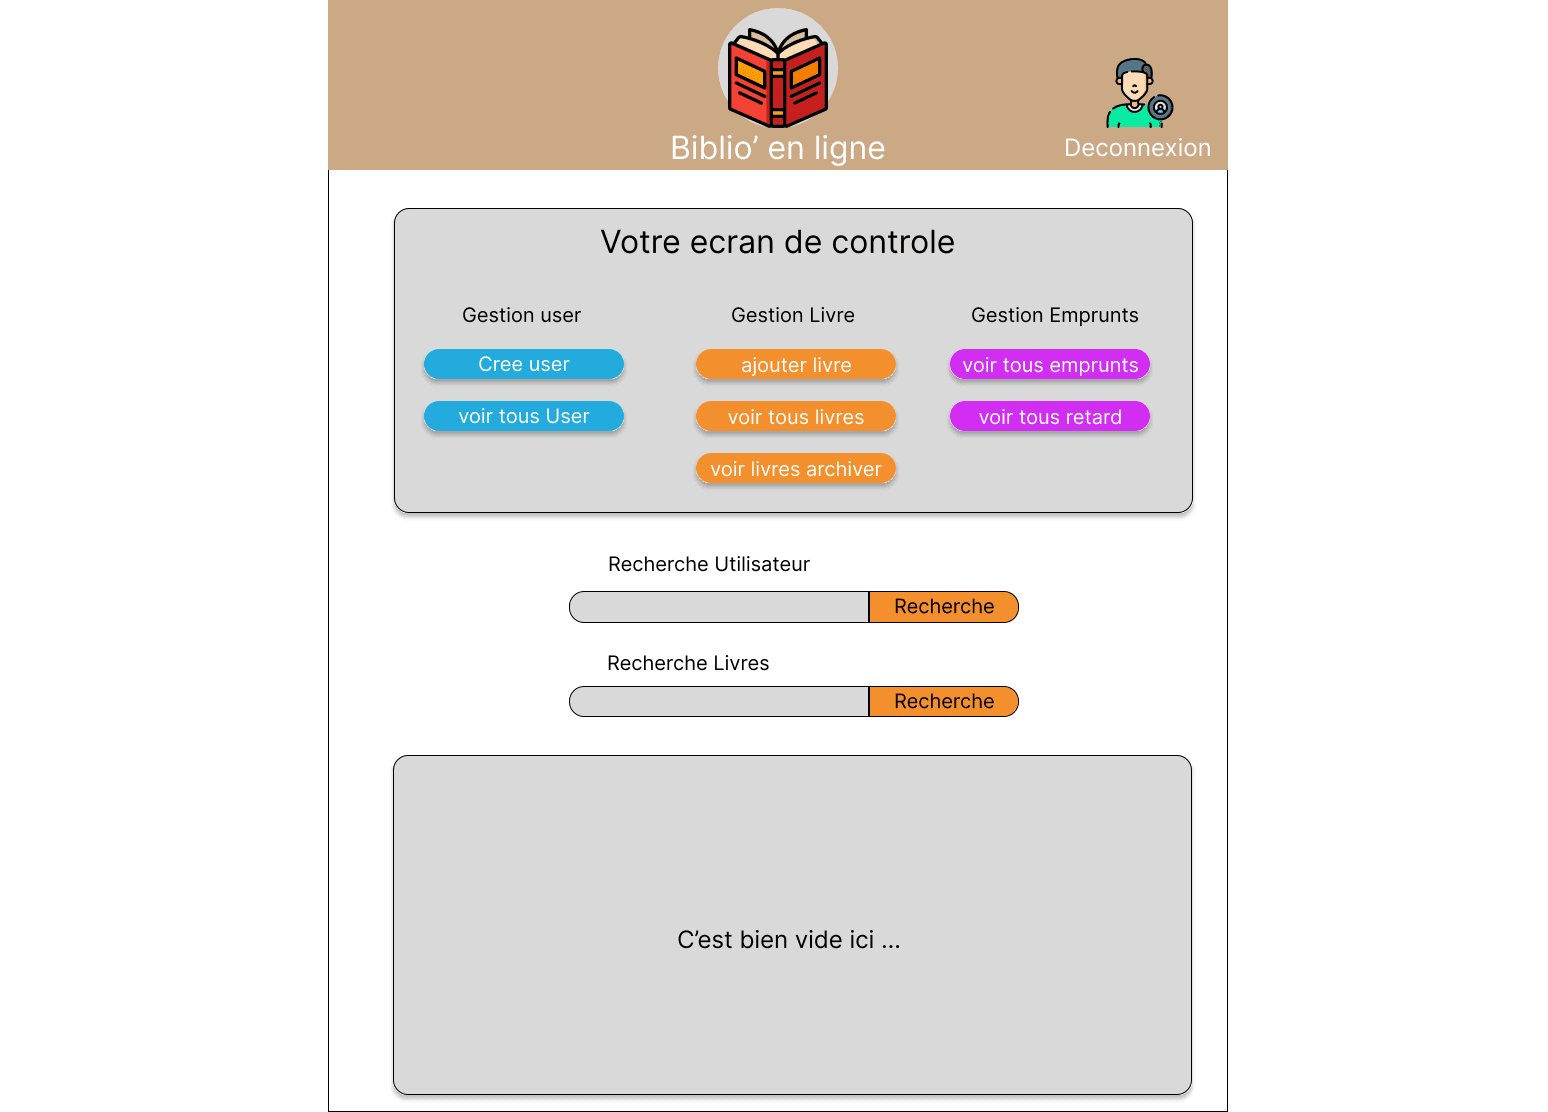 Biblio’ en ligne
Deconnexion
Votre ecran de controle
Gestion user
Gestion Livre
Gestion Emprunts
Cree user
ajouter livre
voir tous emprunts
voir tous User
voir tous livres
voir tous retard
voir livres archiver
Recherche Utilisateur
Recherche
Recherche Livres
Recherche
C’est bien vide ici ...